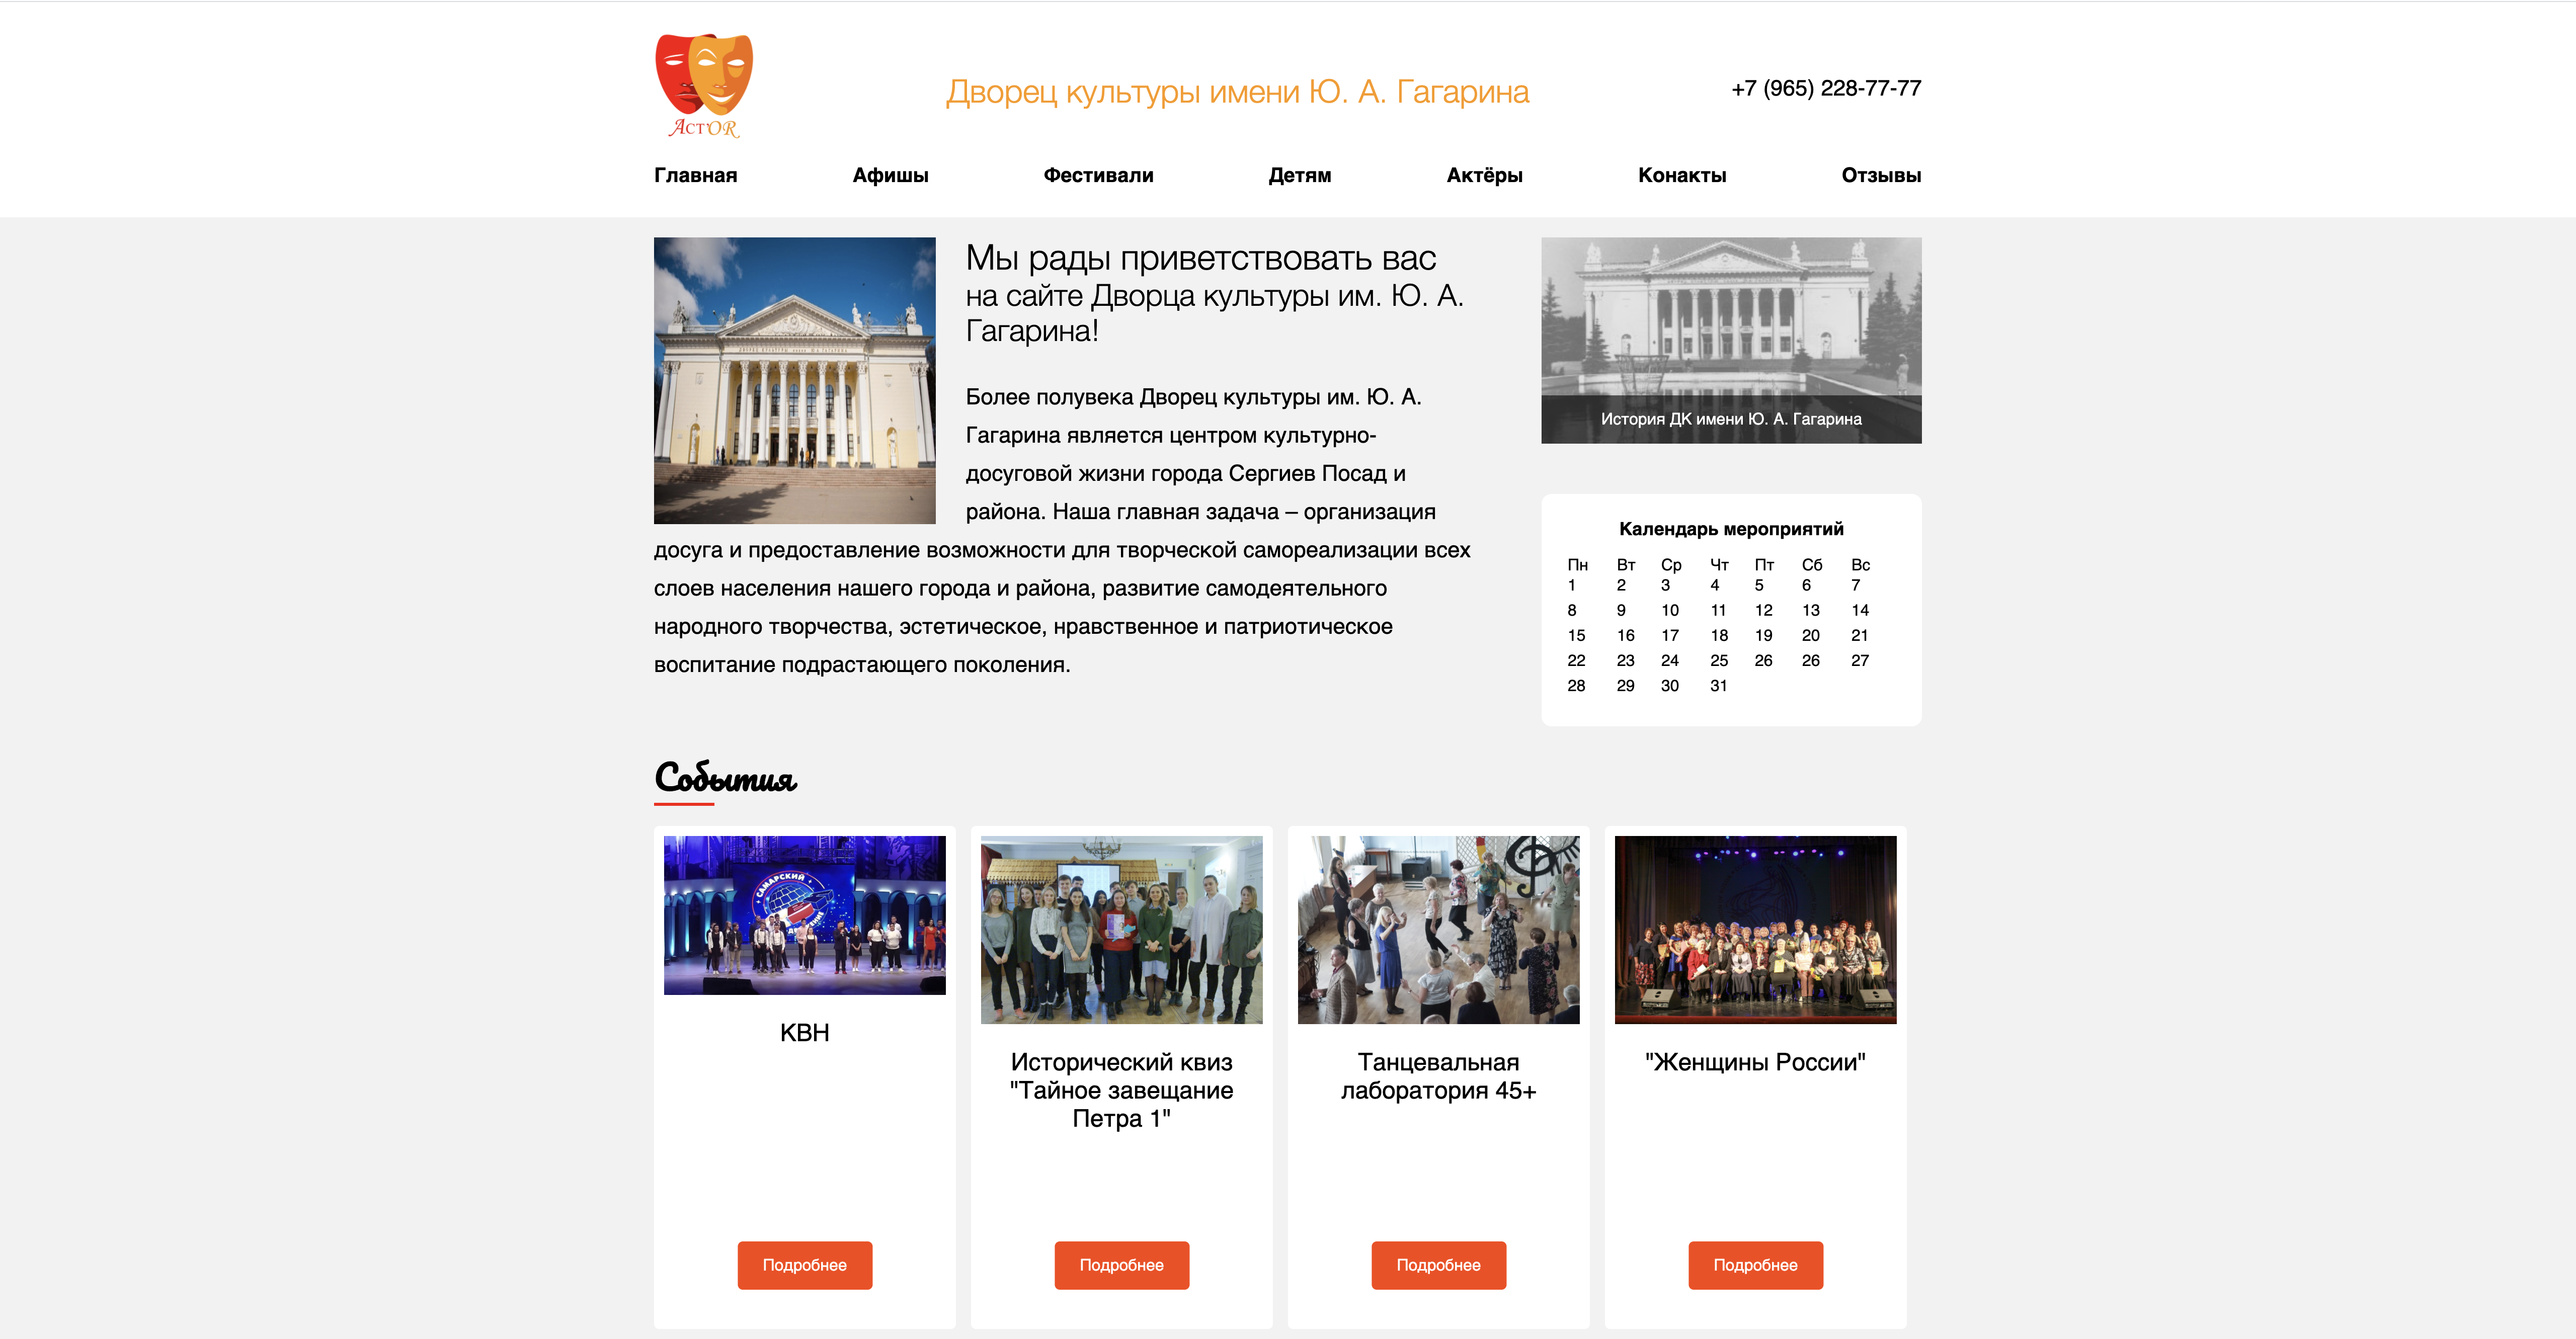 ActOR
Дворец культуры имени Ю. А. Гагарина
+7 (965) 228-77-77
Главная Афишы Фестивали Детям Актёры Конакты Отзывы
Мы рады приветствовать вас
на сайте Дворца культуры им. Ю. А.
Гагарина!
Более полувека Дворец культуры им. Ю. А.
Гагарина является центром культурно-
досуговой жизни города Сергиев Посад и
района. Наша главная задача – организация
досуга и предоставление возможности для творческой самореализации всех
слоев населения нашего города и района, развитие самодеятельного
народного творчества, эстетическое, нравственное и патриотическое
воспитание подрастающего поколения.
История ДК имени Ю. А. Гагарина
Календарь мероприятий
Пн Вт Ср Чт Пт Сб Вс
1 2 3 4 5 6 7
8 9 10 11 12 13 14
15 16 17 18 19 20 21
22 23 24 25 26 26 27
28 29 30 31
События
САМАРСКИЙ
КВН
Подробнее
Исторический квиз
"Тайное завещание
Петра 1"
Подробнее
Танцевальная
лаборатория 45+
Подробнее
"Женщины России"
Подробнее